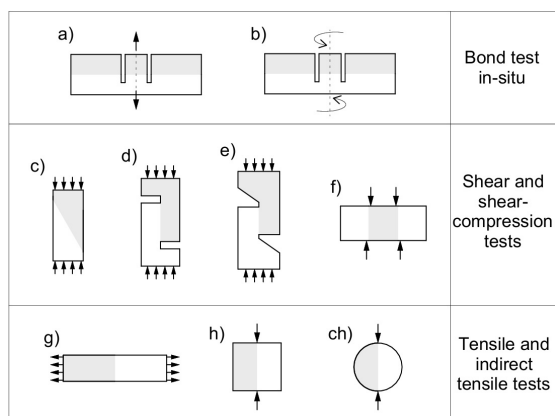 a)
b)
Bond test
in-situ
c)
d)
e)
f)
Shear and
shear-
compression
tests
g)
h)
ch)
Tensile and
indirect
tensile tests